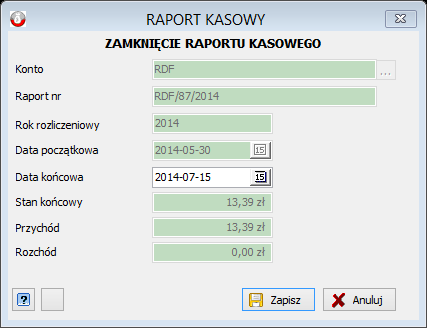 RAPORT KASOWY
ZAMKNIĘCIE RAPORTU KASOWEGO
Konto RDF ...
Raport nr RDF/87/2014
Rok rozliczeniowy 2014
Data początkowa 2014-05-30 15
Data końcowa 2014-07-15 15
Stan końcowy 13,39 zł
Przychód 13,39 zł
Rozchód 0,00 zł
? Zapisz Anuluj